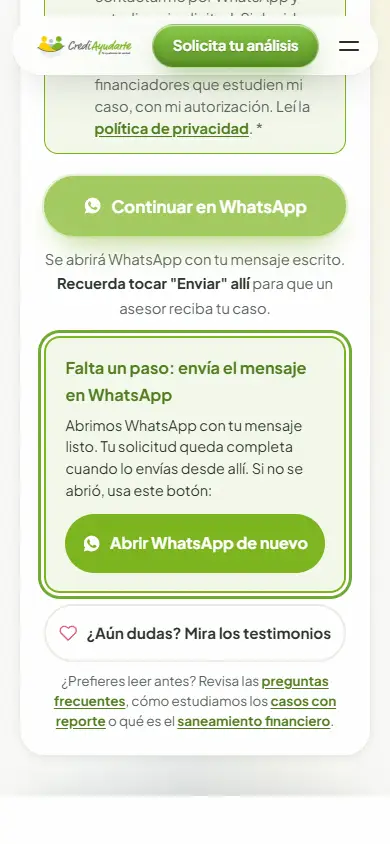 CrediAyudarte
Solicita tu análisis
financiadores que estudien mi
caso, con mi autorización. Leí la
política de privacidad. *
Continuar en WhatsApp
Se abrirá WhatsApp con tu mensaje escrito.
Recuerda tocar "Enviar" allí para que un
asesor reciba tu caso.
Falta un paso: envía el mensaje
en WhatsApp
Abrimos WhatsApp con tu mensaje
listo. Tu solicitud queda completa
cuando lo envías desde allí. Si no se
abrió, usa este botón:
Abrir WhatsApp de nuevo
¿Aún dudas? Mira los testimonios
¿Prefieres leer antes? Revisa las preguntas
frecuentes, cómo estudiamos los casos con
reporte o qué es el saneamiento financiero.